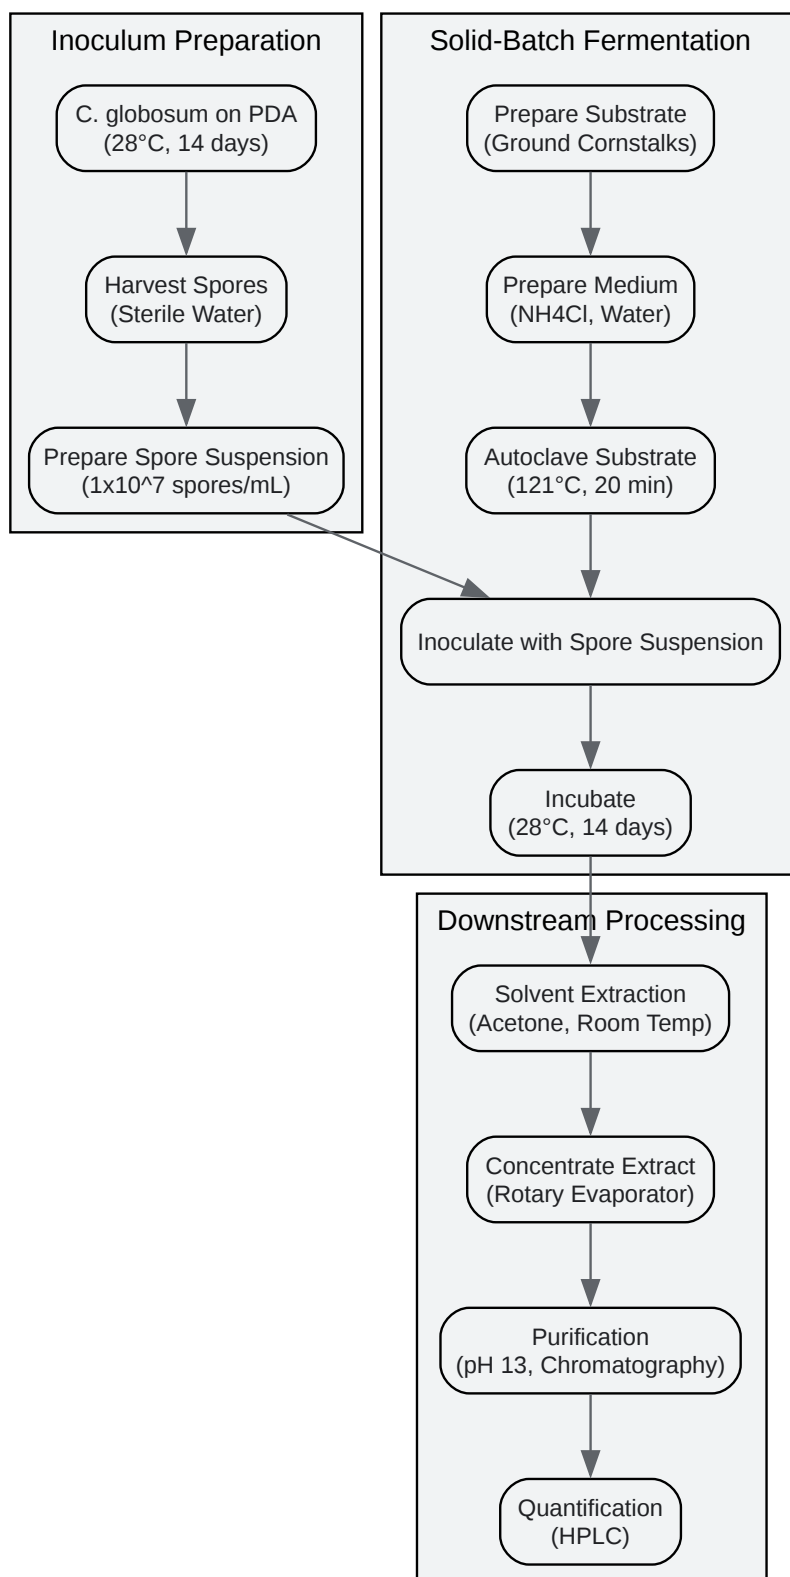 Inoculum Preparation
C. globosum on PDA
(28°C, 14 days)
Harvest Spores
(Sterile Water)
Prepare Spore Suspension
(1x10^7 spores/mL)
Solid-Batch Fermentation
Prepare Substrate
(Ground Cornstalks)
Prepare Medium
(NH4Cl, Water)
Autoclave Substrate
(121°C, 20 min)
Inoculate with Spore Suspension
Incubate
(28°C, 14 days)
Downstream Processing
Solvent Extraction
(Acetone, Room Temp)
Concentrate Extract
(Rotary Evaporator)
Purification
(pH 13, Chromatography)
Quantification
(HPLC)